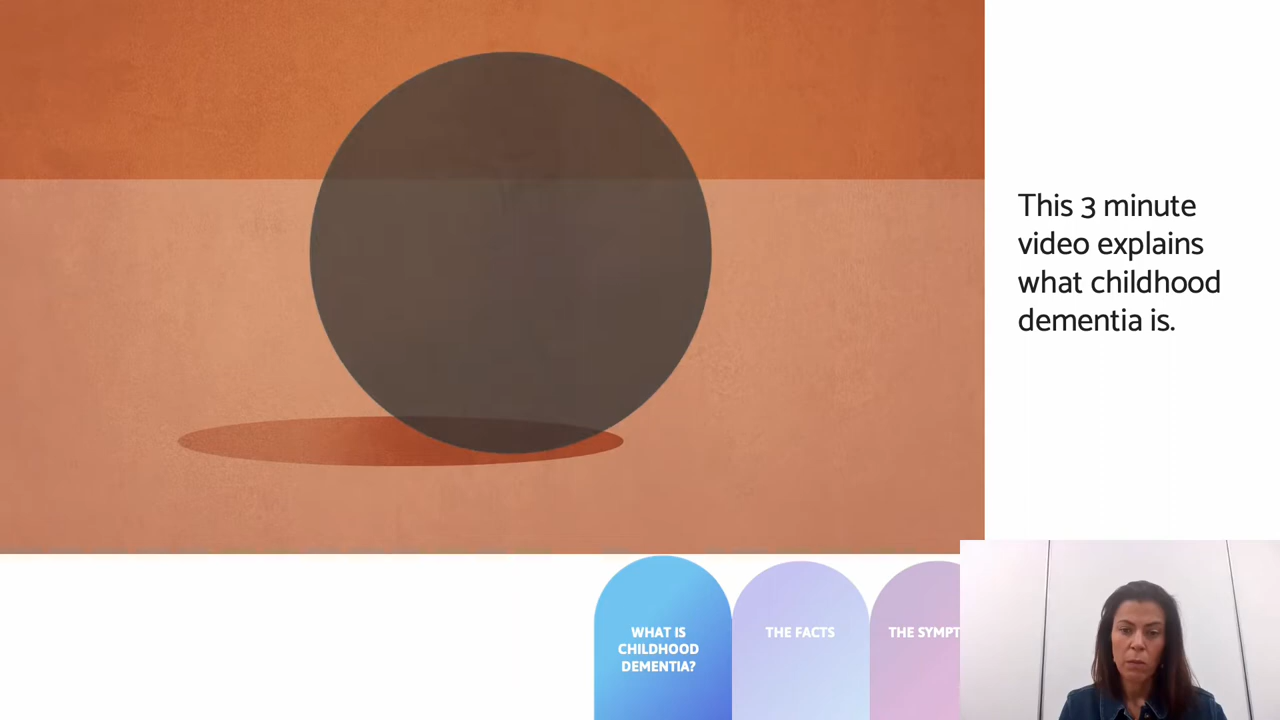 This 3 minute
video explains
what childhood
dementia is.
WHAT IS
CHILDHOOD
DEMENTIA?
THE FACTS
THE SYMPT